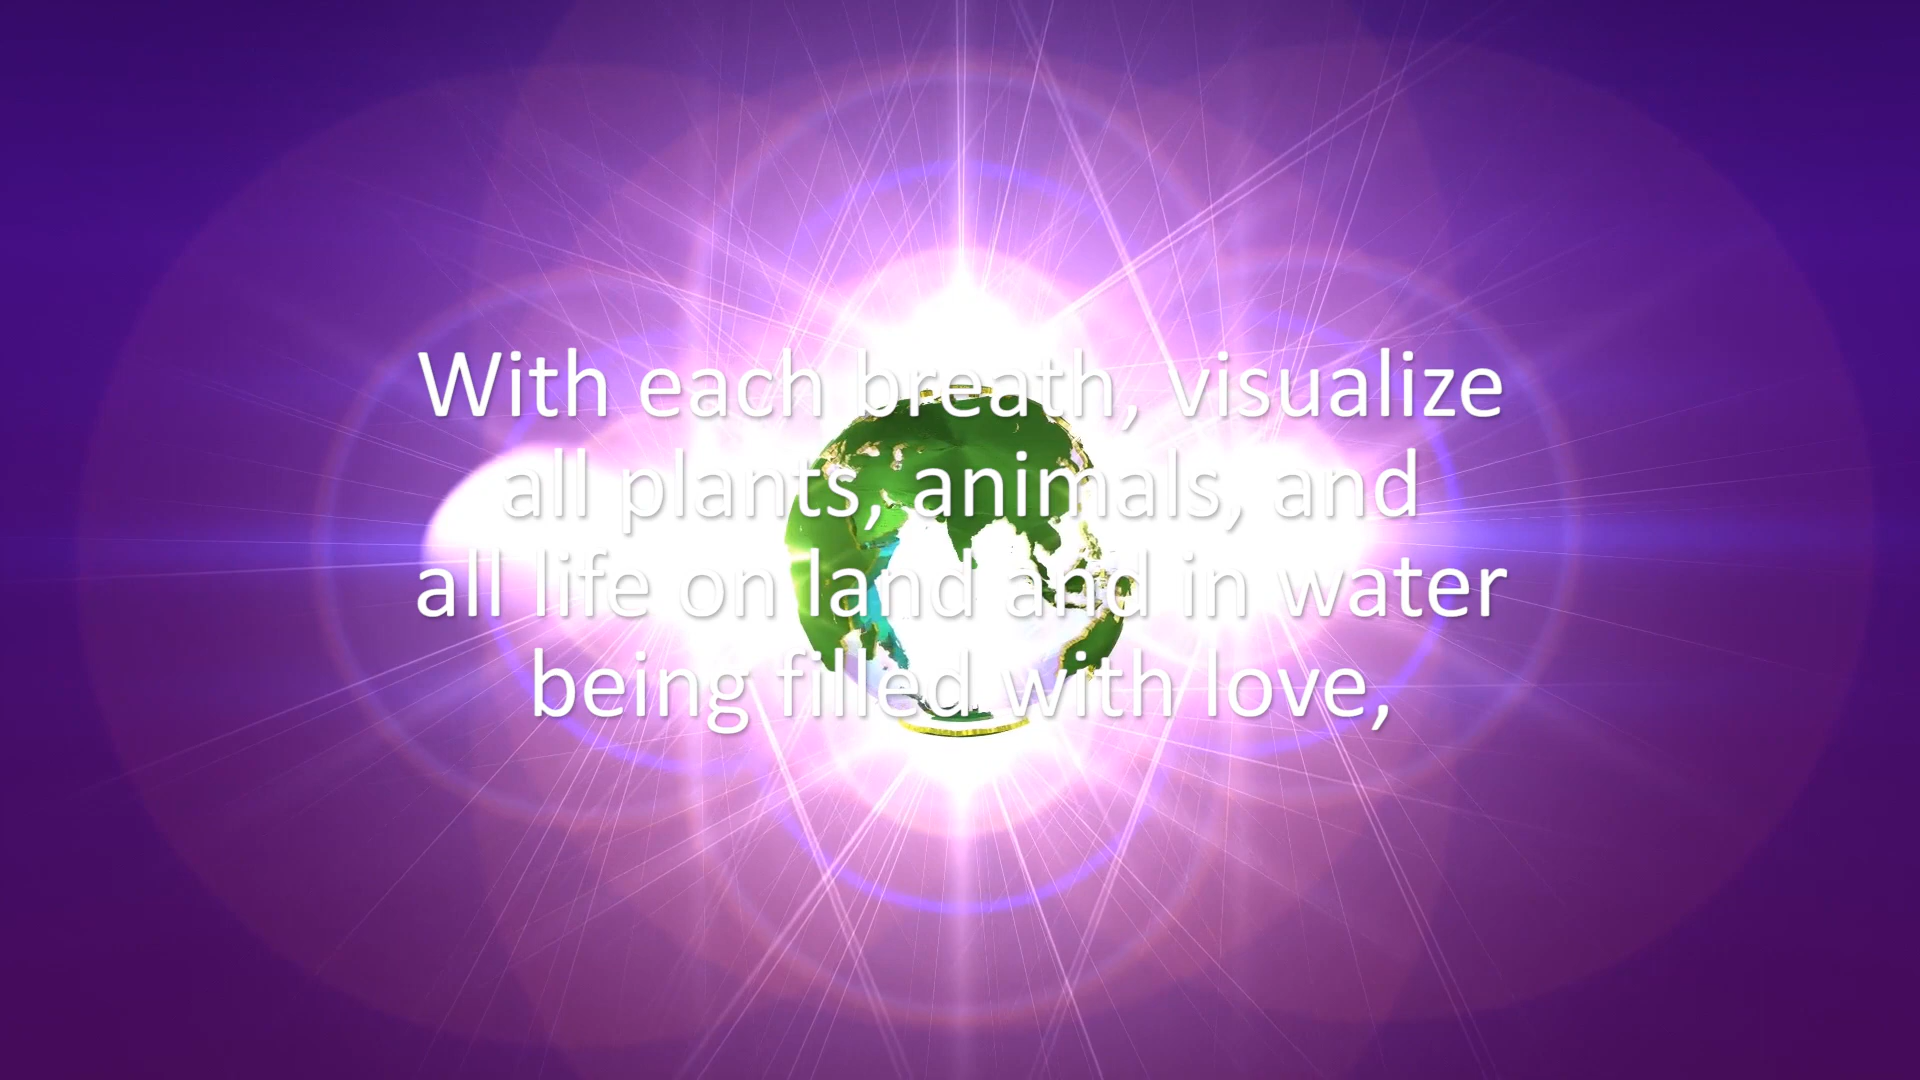 With each breath, visualize
all plants, animals, and
all life on land and in water
being filled with love,